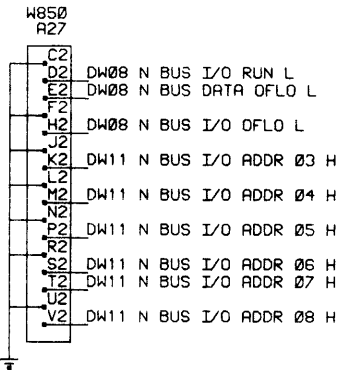 W850
A27
C2
D2 DW08 N BUS I/O RUN L
E2 DW08 N BUS DATA OFLO L
F2
H2 DW08 N BUS I/O OFLO L
J2
K2 DW11 N BUS I/O ADDR 03 H
L2
M2 DW11 N BUS I/O ADDR 04 H
N2
P2 DW11 N BUS I/O ADDR 05 H
R2
S2 DW11 N BUS I/O ADDR 06 H
T2 DW11 N BUS I/O ADDR 07 H
U2
V2 DW11 N BUS I/O ADDR 08 H